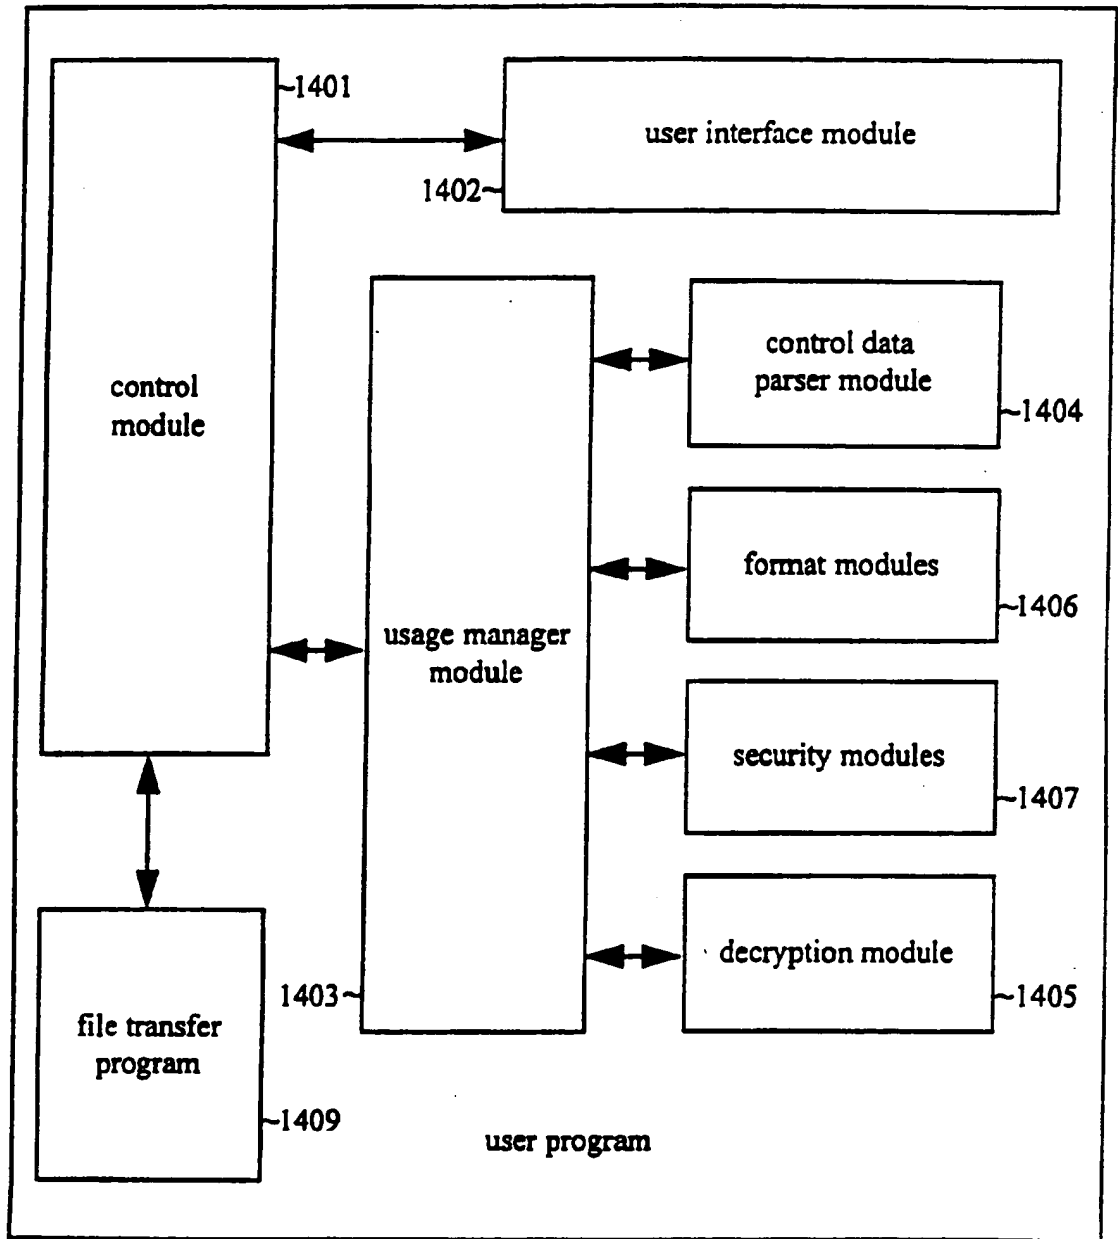 1401
user interface module
1402
control data
parser module
1404
control
module
format modules
1406
usage manager
module
security modules
1407
decryption module
1403
1405
file transfer
program
1409
user program